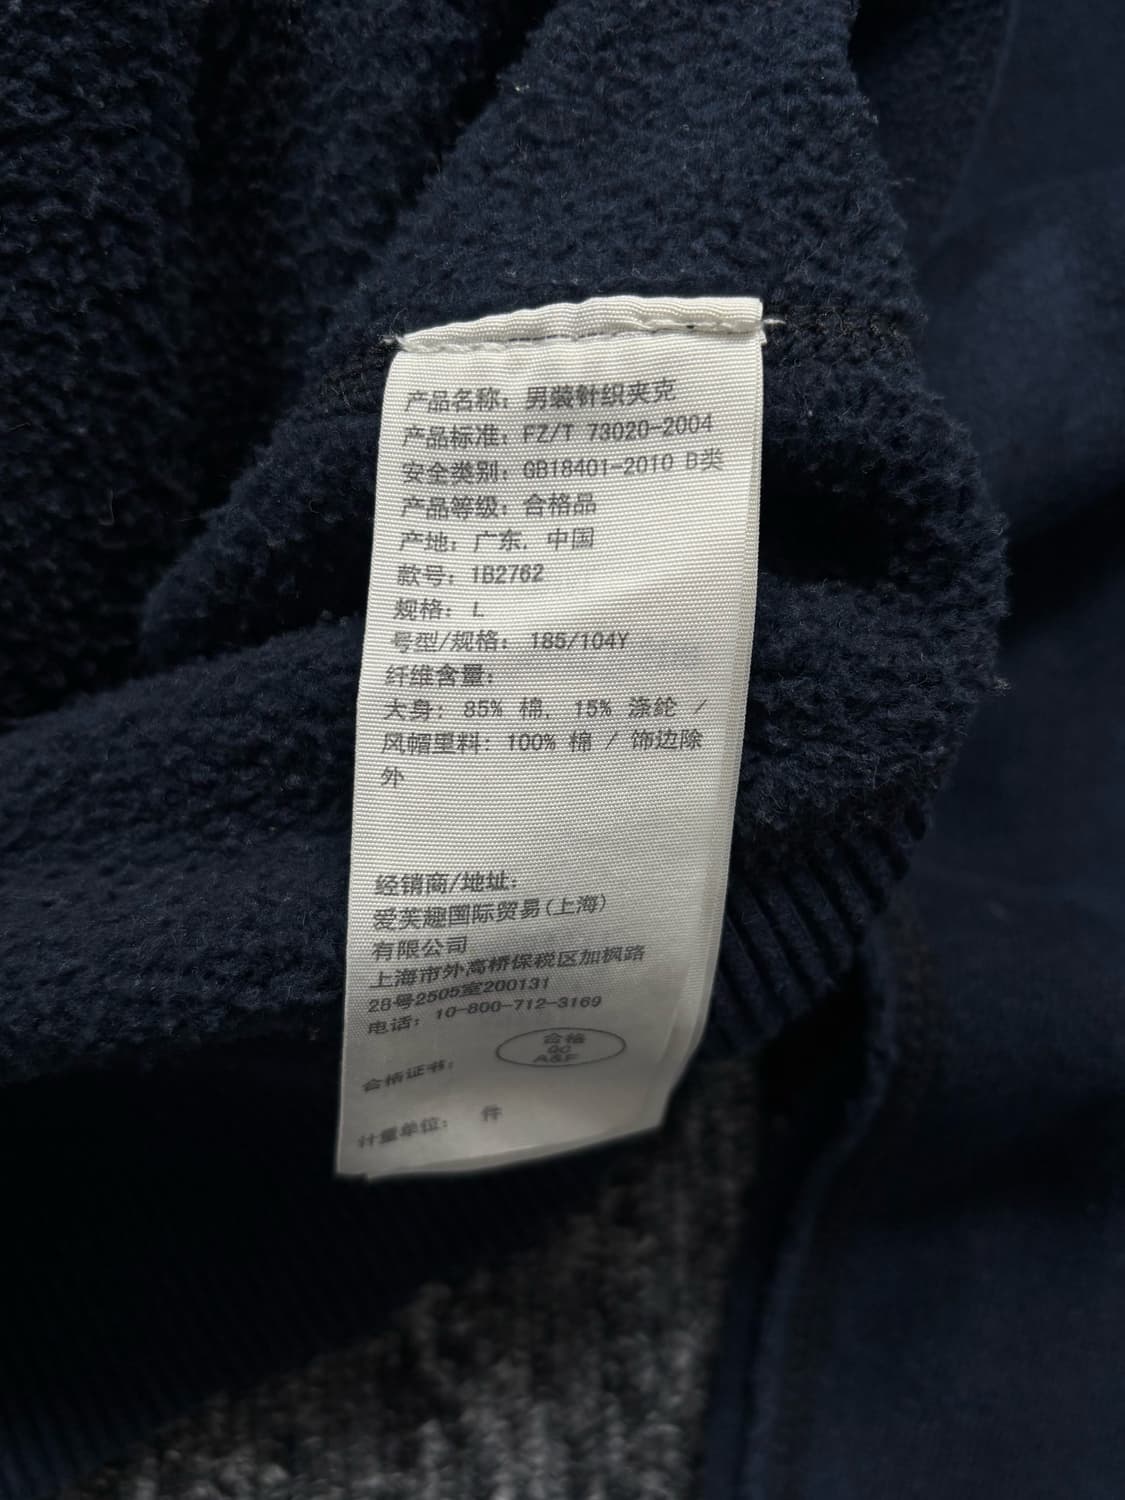 产品名称: 男装针织夹克
产品标准: FZ/T 73020-2004
安全类别: GB18401-2010 B类
产品等级: 合格品
产地: 广东, 中国
款号: 1B2762
规格: L
号型/规格: 185/104Y
纤维含量:
大身: 85% 棉, 15% 涤纶 /
风帽里料: 100% 棉 / 饰边除
外
经销商/地址:
爱芙趣国际贸易(上海)
有限公司
上海市外高桥保税区加枫路
28号2505室200131
电话: 10-800-712-3169
合格
QC
A&F
合格证书:
计量单位: 件